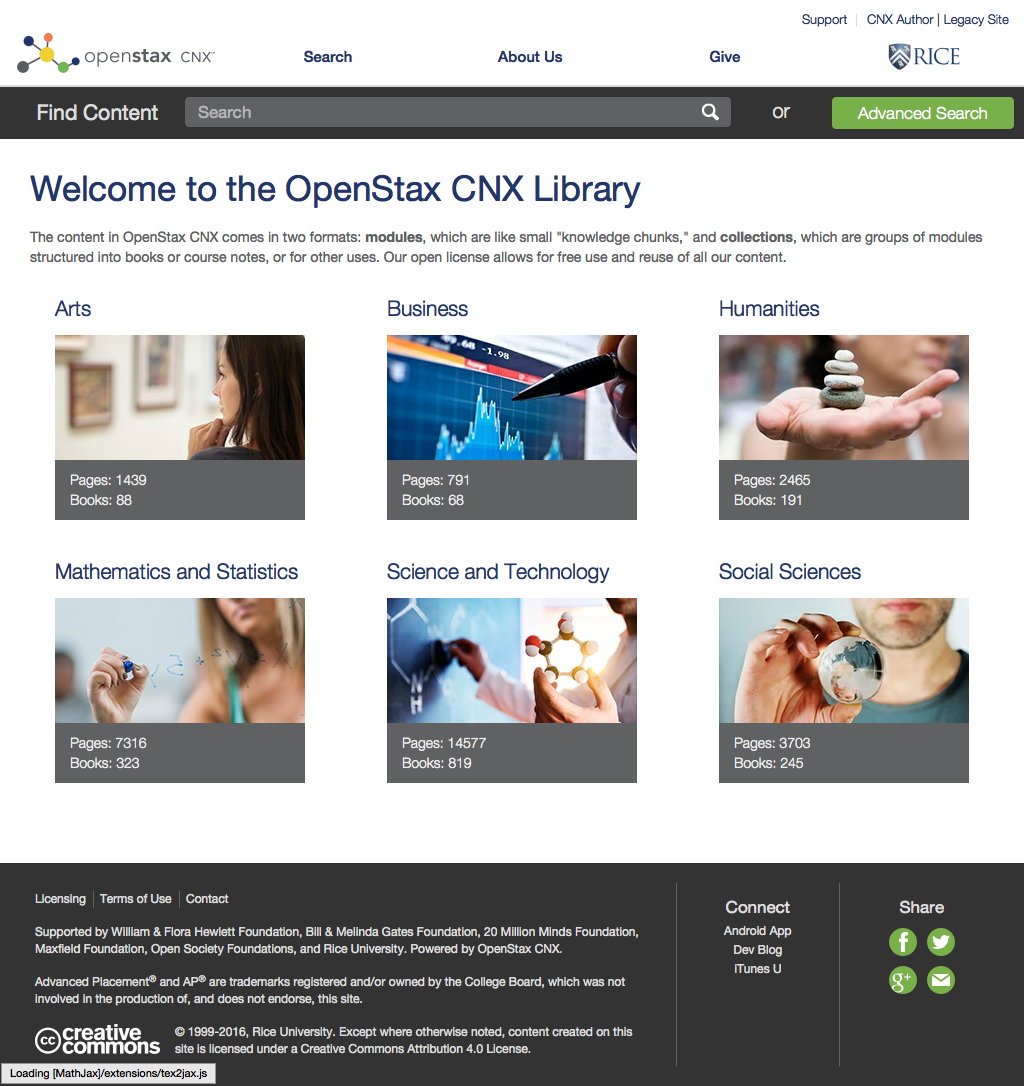 Support CNX Author | Legacy Site
openstax CNX™ Search About Us Give RICE
Find Content Search or Advanced Search
Welcome to the OpenStax CNX Library
The content in OpenStax CNX comes in two formats: modules, which are like small "knowledge chunks," and collections, which are groups of modules
structured into books or course notes, or for other uses. Our open license allows for free use and reuse of all our content.
Arts
Pages: 1439
Books: 88
Business
-1.98
Pages: 791
Books: 68
Humanities
Pages: 2465
Books: 191
Mathematics and Statistics
Pages: 7316
Books: 323
Science and Technology
H
Pages: 14577
Books: 819
Social Sciences
Pages: 3703
Books: 245
Licensing Terms of Use Contact
Supported by William & Flora Hewlett Foundation, Bill & Melinda Gates Foundation, 20 Million Minds Foundation,
Maxfield Foundation, Open Society Foundations, and Rice University. Powered by OpenStax CNX.
Advanced Placement® and AP® are trademarks registered and/or owned by the College Board, which was not
involved in the production of, and does not endorse, this site.
cc creative
commons
© 1999-2016, Rice University. Except where otherwise noted, content created on this
site is licensed under a Creative Commons Attribution 4.0 License.
Connect
Android App
Dev Blog
iTunes U
Share
f
g+
Loading [MathJax]/extensions/tex2jax.js